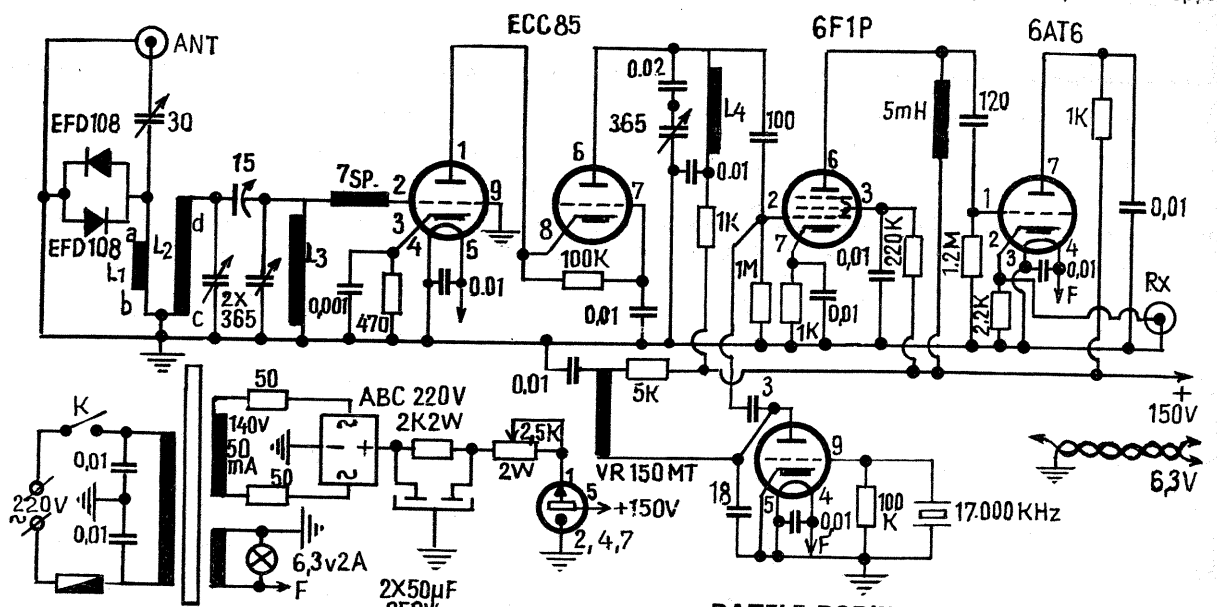 ECC85
6F1P
6AT6
ANT
EFD108
30
EFD108
15
7SP.
a
b
L1
L2
d
c
2X
365
L3
0,001
470
1
2
3
4
5
9
0.01
6
7
8
100K
0.01
0.02
365
L4
0.01
1K
100
1M
2
6
3
5
7
1K
0,01
0,01
220K
5mH
120
1.2M
1
7
2
3
4
0,01
F
2.2K
1K
0,01
Rx
+
150V
6,3V
K
0,01
0,01
220V
~
50
140V
50
mA
50
6,3V2A
F
ABC 220V
~
-
+
~
2K2W
2X50µF
2,5K
2W
1
5
+150V
2,4,7
VR150MT
0,01
5K
3
18
9
5
4
0,01
F
100
K
17.000KHz